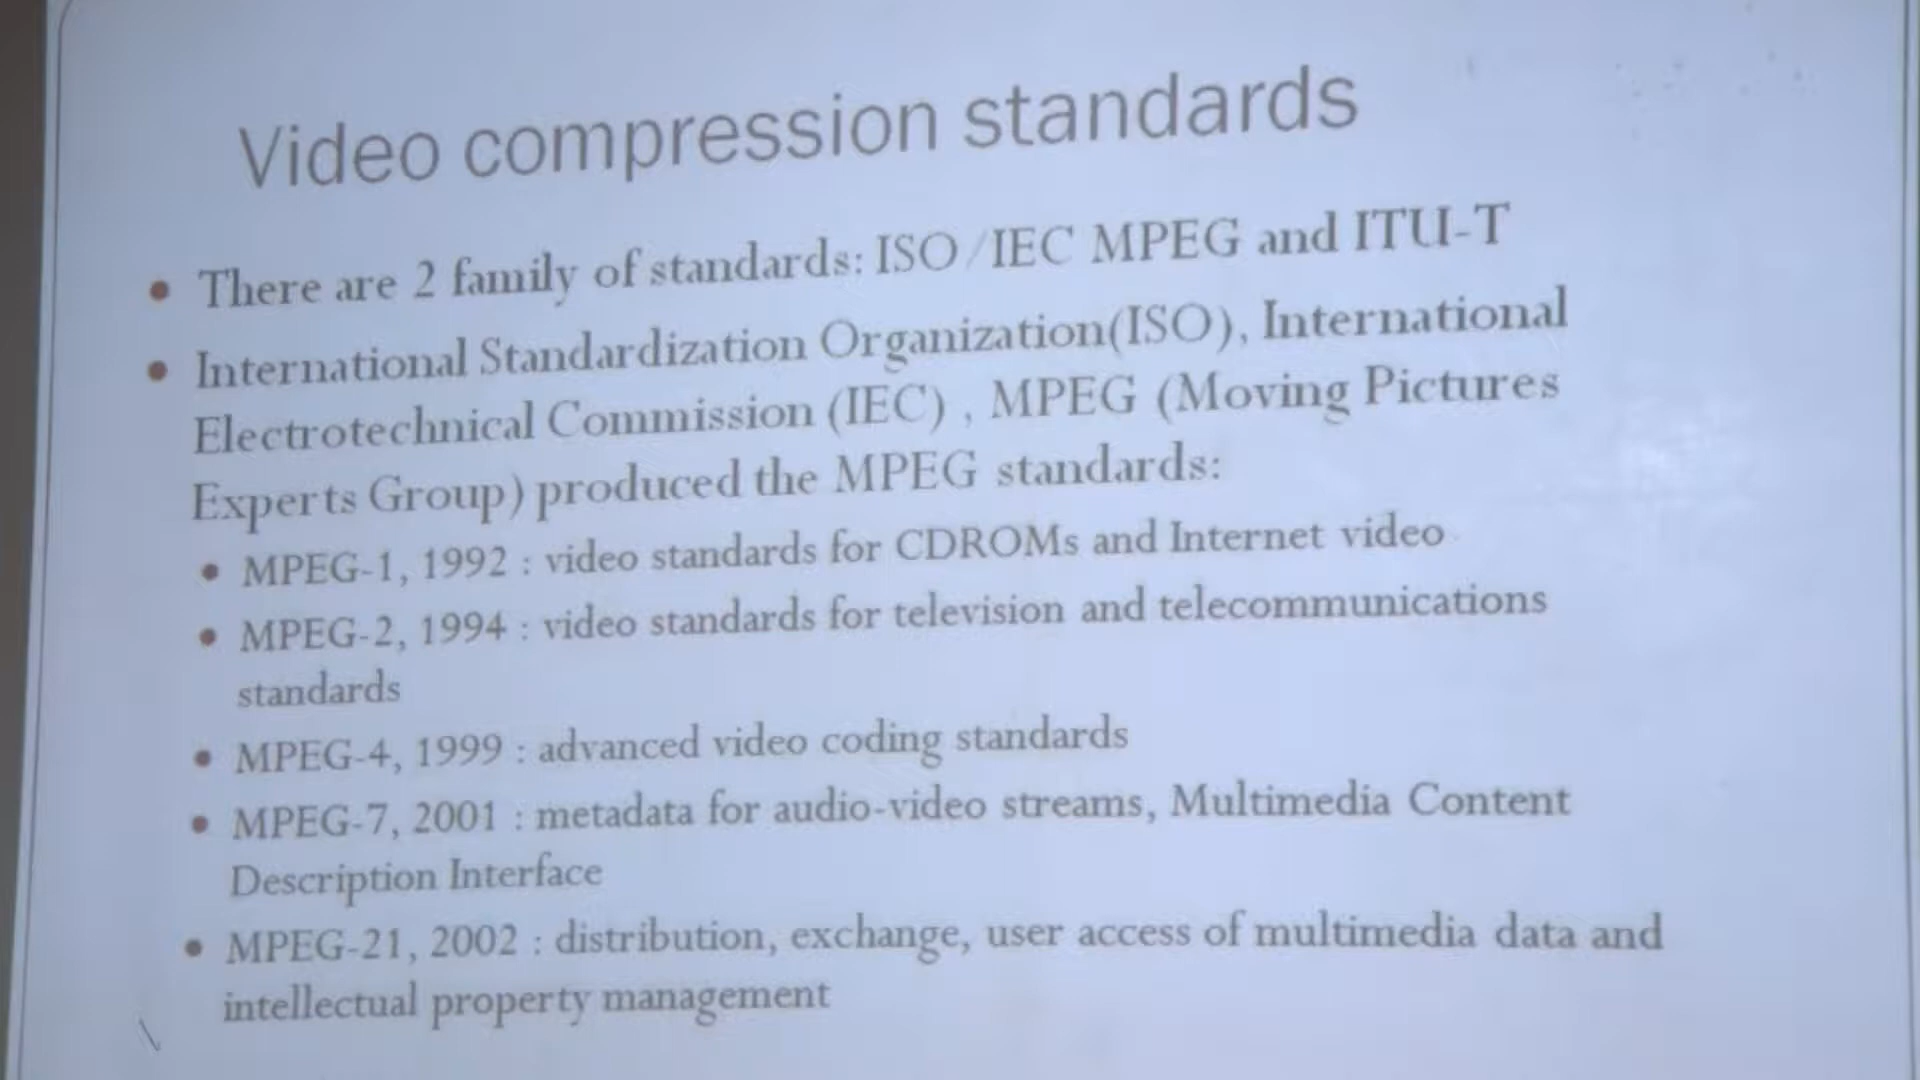 Video compression standards
• There are 2 family of standards: ISO/IEC MPEG and ITU-T
• International Standardization Organization(ISO), International
Electrotechnical Commission (IEC) , MPEG (Moving Pictures
Experts Group) produced the MPEG standards:
• MPEG-1, 1992 : video standards for CDROMs and Internet video
• MPEG-2, 1994 : video standards for television and telecommunications
standards
• MPEG-4, 1999 : advanced video coding standards
• MPEG-7, 2001 : metadata for audio-video streams, Multimedia Content
Description Interface
• MPEG-21, 2002 : distribution, exchange, user access of multimedia data and
intellectual property management